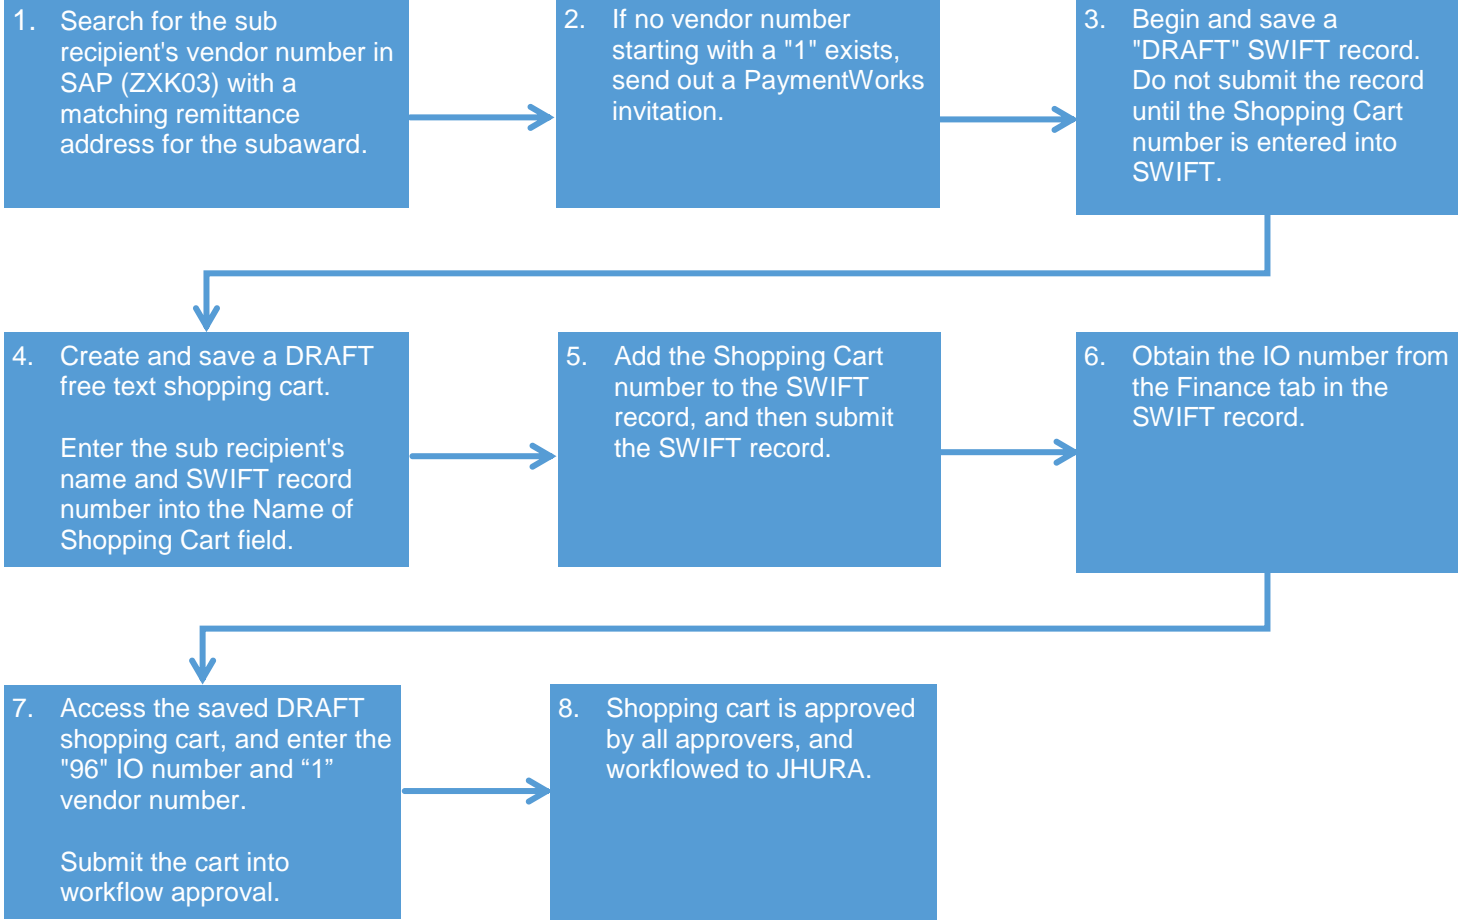 1. Search for the sub
recipient's vendor number in
SAP (ZXK03) with a
matching remittance
address for the subaward.
2. If no vendor number
starting with a "1" exists,
send out a PaymentWorks
invitation.
3. Begin and save a
"DRAFT" SWIFT record.
Do not submit the record
until the Shopping Cart
number is entered into
SWIFT.
4. Create and save a DRAFT
free text shopping cart.
Enter the sub recipient's
name and SWIFT record
number into the Name of
Shopping Cart field.
5. Add the Shopping Cart
number to the SWIFT
record, and then submit
the SWIFT record.
6. Obtain the IO number from
the Finance tab in the
SWIFT record.
7. Access the saved DRAFT
shopping cart, and enter the
"96" IO number and “1”
vendor number.
Submit the cart into
workflow approval.
8. Shopping cart is approved
by all approvers, and
workflowed to JHURA.